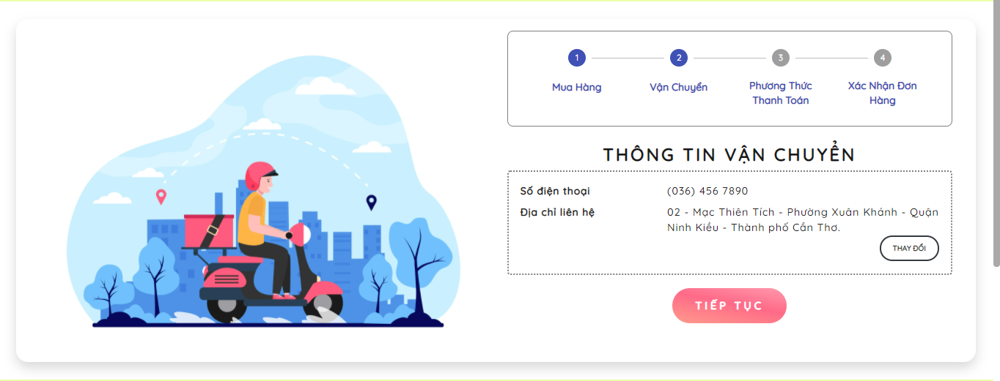 1
2
3
4
Mua Hàng
Vận Chuyển
Phương Thức
Thanh Toán
Xác Nhận Đơn
Hàng
THÔNG TIN VẬN CHUYỂN
Số điện thoại
(036) 456 7890
Địa chỉ liên hệ
02 - Mạc Thiên Tích - Phường Xuân Khánh - Quận
Ninh Kiều - Thành phố Cần Thơ.
THAY ĐỔI
TIẾP TỤC